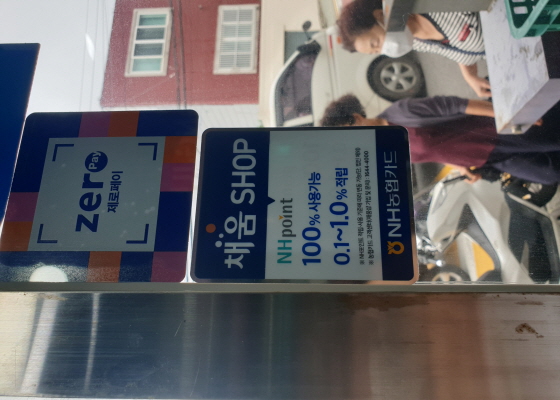 zero Pay
제로페이
채움 SHOP
NHpoint
100% 사용가능
0.1~1.0% 적립
NH농협카드